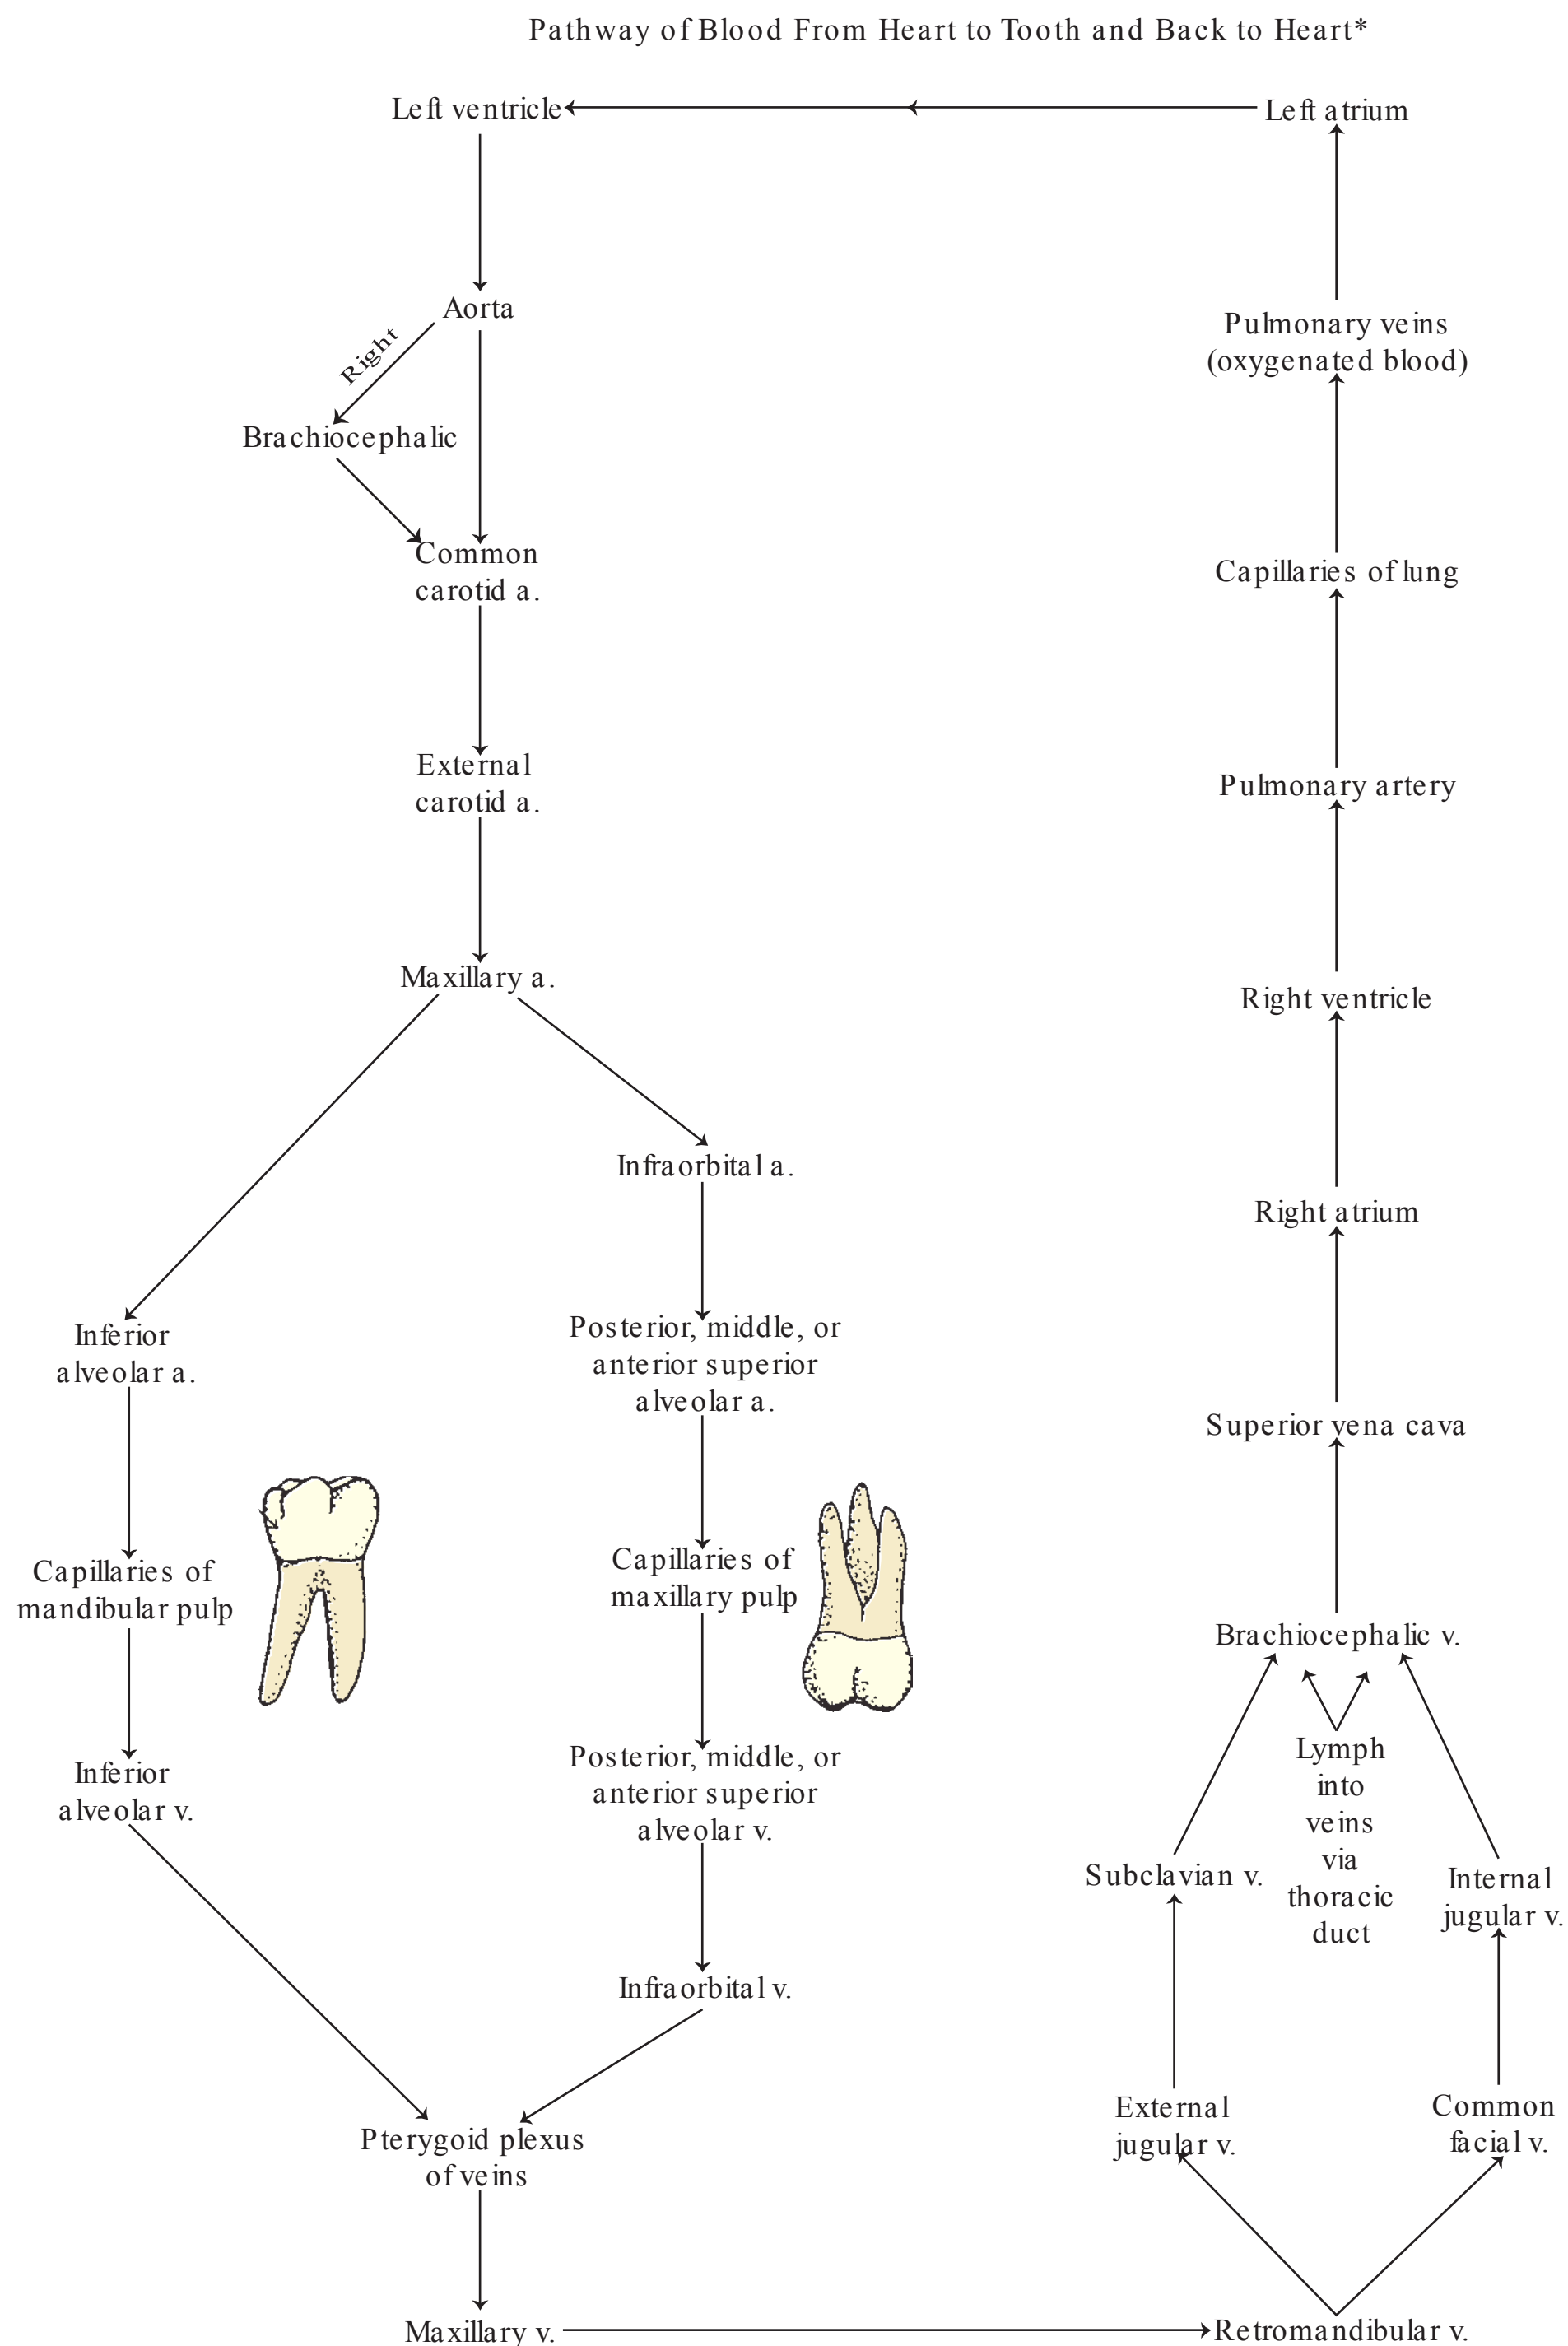 Pathway of Blood From Heart to Tooth and Back to Heart*
Left ventricle
Left atrium
Aorta
Right
Brachiocephalic
Common
carotid a.
External
carotid a.
Maxillary a.
Infraorbital a.
Inferior
alveolar a.
Posterior, middle, or
anterior superior
alveolar a.
Capillaries of
mandibular pulp
Capillaries of
maxillary pulp
Inferior
alveolar v.
Posterior, middle, or
anterior superior
alveolar v.
Infraorbital v.
Pterygoid plexus
of veins
Maxillary v.
Retromandibular v.
External
jugular v.
Common
facial v.
Subclavian v.
Internal
jugular v.
Lymph
into
veins
via
thoracic
duct
Brachiocephalic v.
Superior vena cava
Right atrium
Right ventricle
Pulmonary artery
Capillaries of lung
Pulmonary veins
(oxygenated blood)